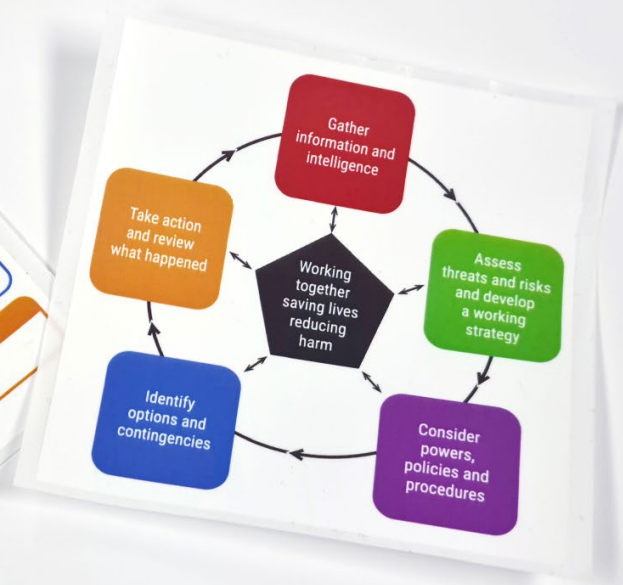 Gather
information and
intelligence
Assess
threats and risks
and develop
a working
strategy
Consider
powers,
policies and
procedures
Identify
options and
contingencies
Take action
and review
what happened
Working
together
saving lives
reducing
harm